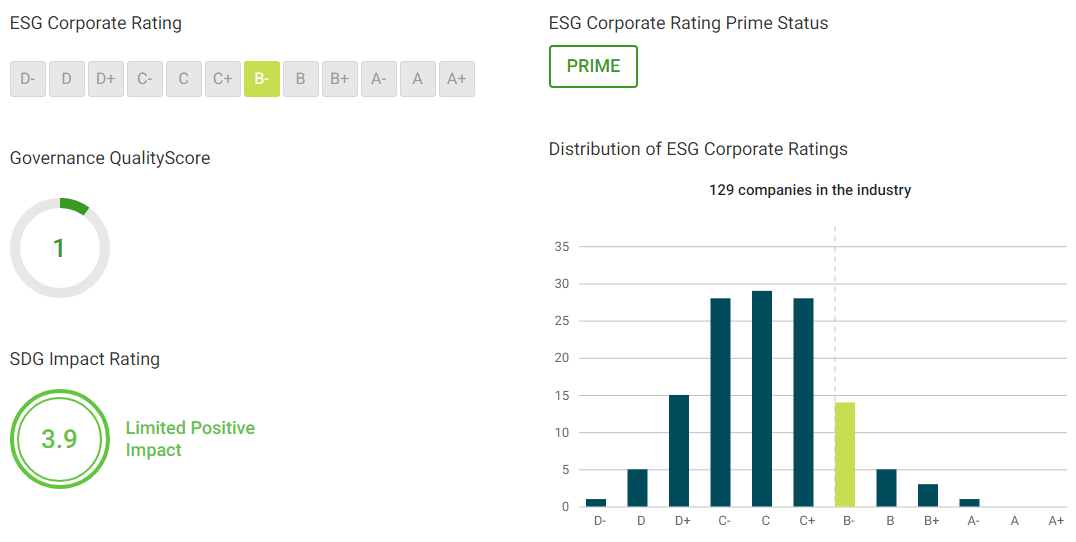 ESG Corporate Rating
D- D D+ C- C C+ B- B B+ A- A A+
Governance QualityScore
1
SDG Impact Rating
3.9
Limited Positive
Impact
ESG Corporate Rating Prime Status
PRIME
Distribution of ESG Corporate Ratings
129 companies in the industry
35
30
25
20
15
10
5
0
D- D D+ C- C C+ B- B B+ A- A A+